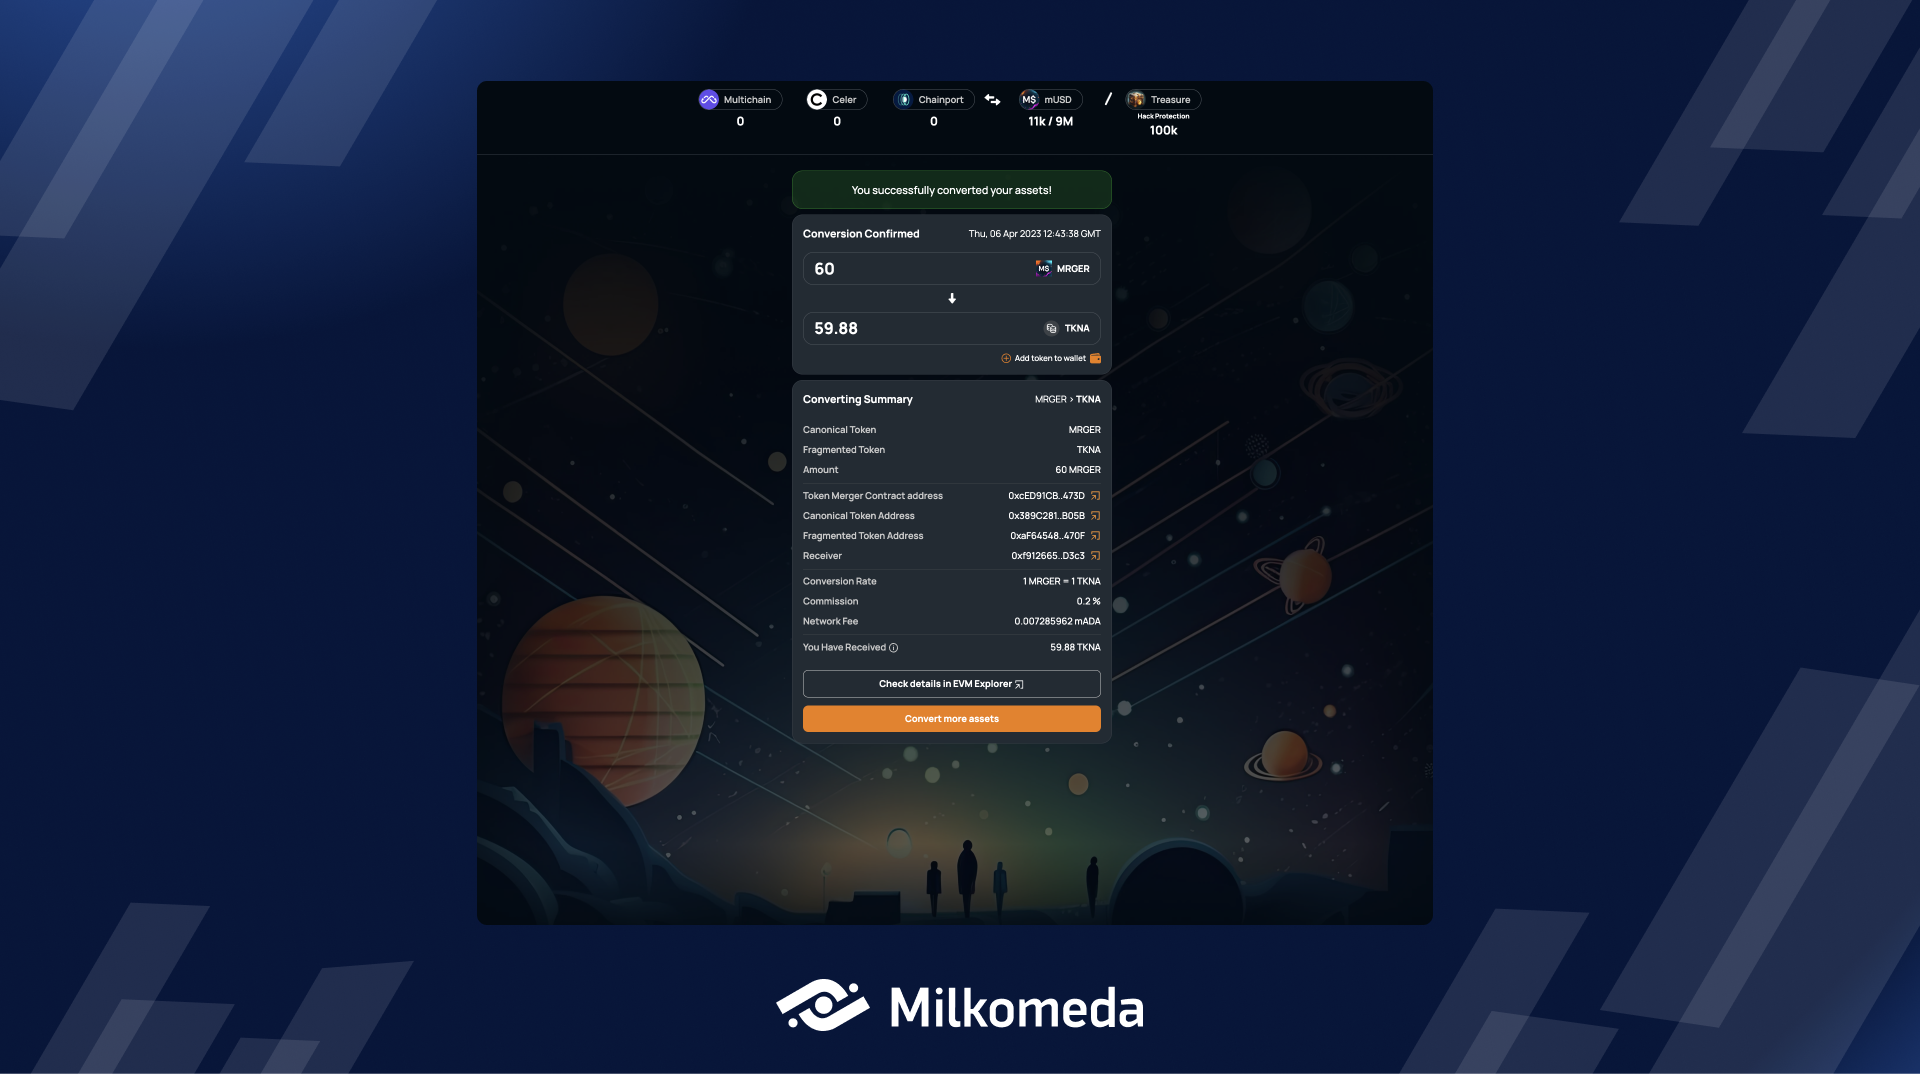 Multichain Celer Chainport M$ mUSD / Treasure
Hack Protection
0 0 0 11k / 9M 100k
You successfully converted your assets!
Conversion Confirmed Thu, 06 Apr 2023 12:43:38 GMT
60 M$ MRGER
59.88 TKNA
Add token to wallet
Converting Summary MRGER > TKNA
Canonical Token MRGER
Fragmented Token TKNA
Amount 60 MRGER
Token Merger Contract address 0xcED91CB..473D
Canonical Token Address 0x389C281..B05B
Fragmented Token Address 0xaF64548..470F
Receiver 0xf912665..D3c3
Conversion Rate 1 MRGER = 1 TKNA
Commission 0.2 %
Network Fee 0.007285962 mADA
You Have Received 59.88 TKNA
Check details in EVM Explorer
Convert more assets
Milkomeda